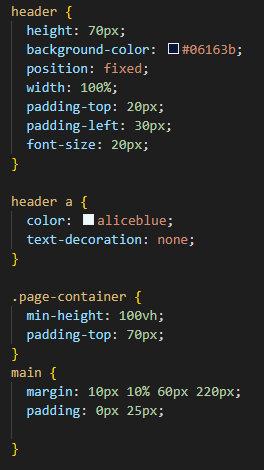 header {
height: 70px;
background-color: #06163b;
position: fixed;
width: 100%;
padding-top: 20px;
padding-left: 30px;
font-size: 20px;
}
header a {
color: aliceblue;
text-decoration: none;
}
.page-container {
min-height: 100vh;
padding-top: 70px;
}
main {
margin: 10px 10% 60px 220px;
padding: 0px 25px;
}